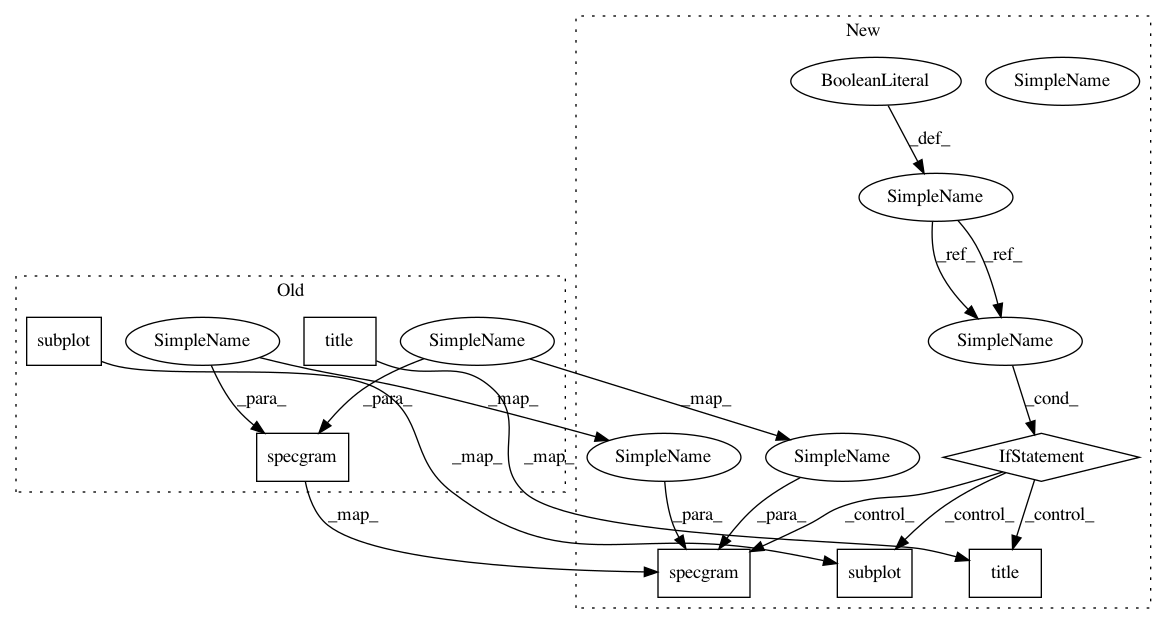 New
BooleanLiteral
SimpleName
_def_
SimpleName
_ref_
_ref_
Old
subplot
SimpleName
title
SimpleName
SimpleName
_para_
_para_
_map_
_map_
_cond_
specgram
_map_
_map_
SimpleName
SimpleName
IfStatement
_map_
_para_
_para_
_control_
_control_
_control_
specgram
subplot
title